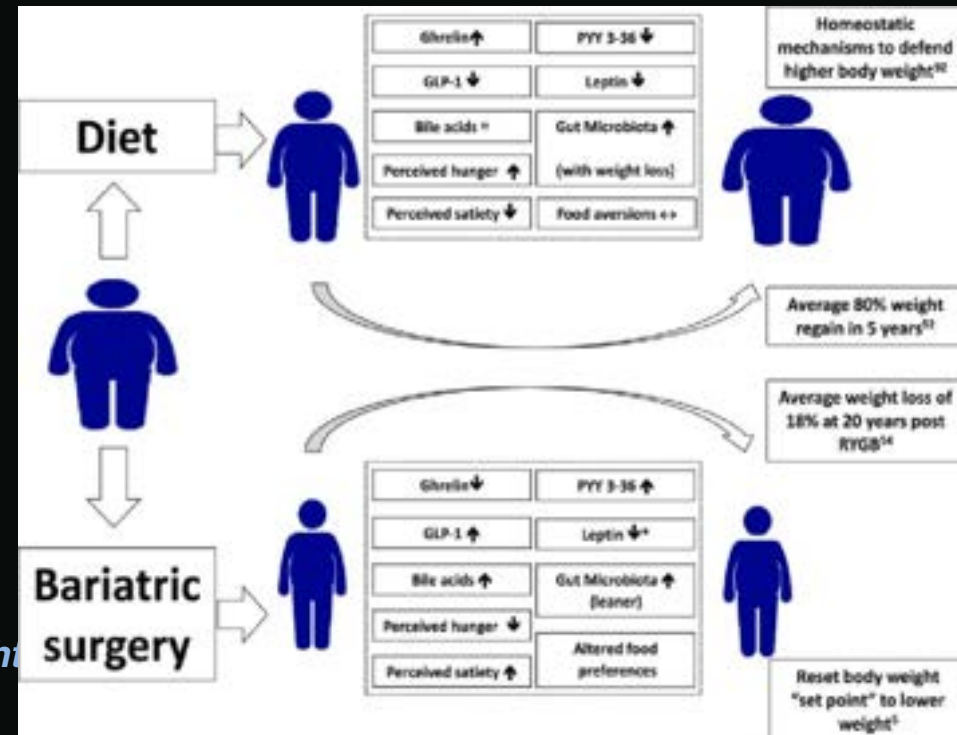 Diet
Ghrelin ↑
GLP-1 ↓
Bile acids
Perceived hunger ↑
Perceived satiety ↓
PYY 3-36 ↓
Leptin ↓
Gut Microbiota ↑
(with weight loss)
Food aversions ↔
Homeostatic
mechanisms to defend
higher body weight
Average 80% weight
regain in 5 years
Average weight loss of
18% at 20 years post
RYGB
Bariatric
surgery
Ghrelin ↓
GLP-1 ↑
Bile acids ↑
Perceived hunger ↓
Perceived satiety ↑
PYY 3-36 ↑
Leptin ↓
Gut Microbiota ↑
(leaner)
Altered food
preferences
Reset body weight
"set point" to lower
weight